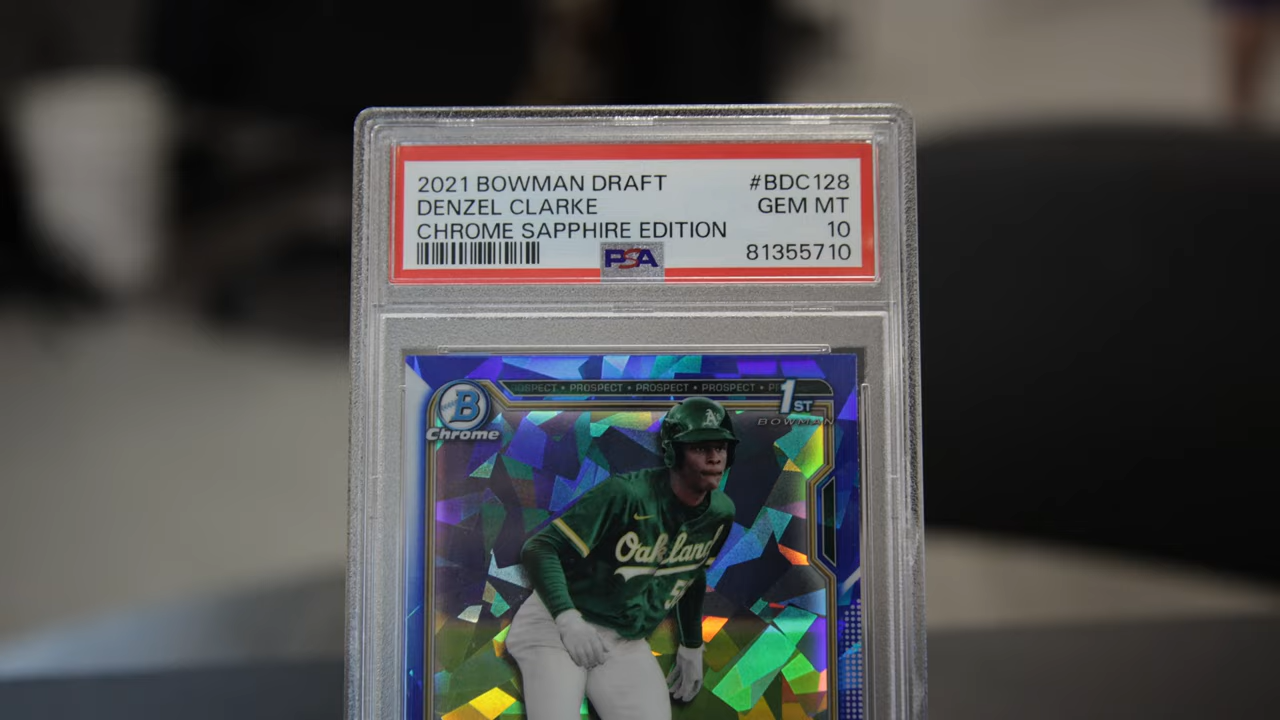 2021 BOWMAN DRAFT #BDC128
DENZEL CLARKE GEM MT
CHROME SAPPHIRE EDITION 10
PSA 81355710
PROSPECT • PROSPECT • PROSPECT
B
Chrome
1ST
BOWMAN
A's
Oakland